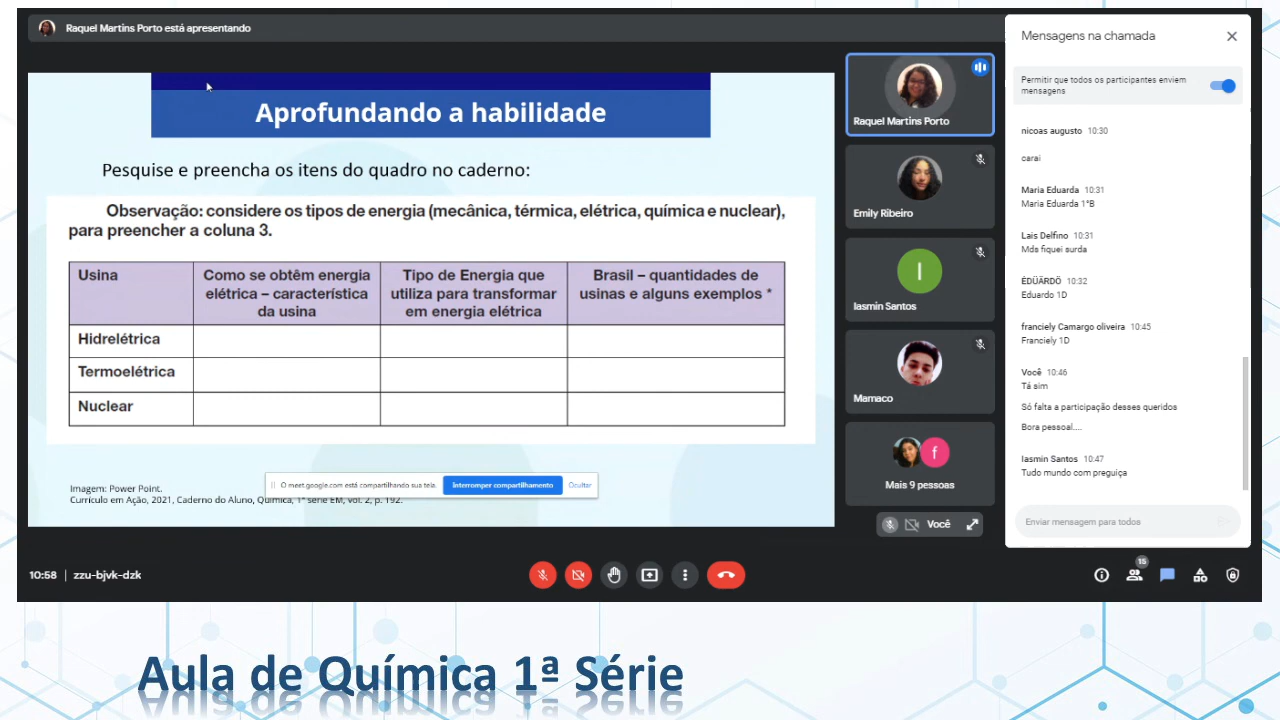 Raquel Martins Porto está apresentando
Aprofundando a habilidade
Pesquise e preencha os itens do quadro no caderno:
Observação: considere os tipos de energia (mecânica, térmica, elétrica, química e nuclear),
para preencher a coluna 3.
Usina
Como se obtêm energia
elétrica – característica
da usina
Tipo de Energia que
utiliza para transformar
em energia elétrica
Brasil – quantidades de
usinas e alguns exemplos *
Hidrelétrica
Termoelétrica
Nuclear
Imagem: Power Point.
Currículo em Ação, 2021, Caderno do Aluno, Química, 1ª série EM, vol. 2, p. 192.
O meet.google.com está compartilhando sua tela.
Interromper compartilhamento
Ocultar
Raquel Martins Porto
Emily Ribeiro
I
Iasmin Santos
Mamaco
f
Mais 9 pessoas
Você
Mensagens na chamada
Permitir que todos os participantes enviem
mensagens
nicoas augusto 10:30
carai
Maria Eduarda 10:31
Maria Eduarda 1°B
Lais Delfino 10:31
Mds fiquei surda
ÈDÜÄRDÖ 10:32
Eduardo 1D
franciely Camargo oliveira 10:45
Franciely 1D
Você 10:46
Tá sim
Só falta a participação desses queridos
Bora pessoal....
Iasmin Santos 10:47
Tudo mundo com preguiça
Enviar mensagem para todos
10:58 | zzu-bjvk-dzk
15
Aula de Química 1ª Série